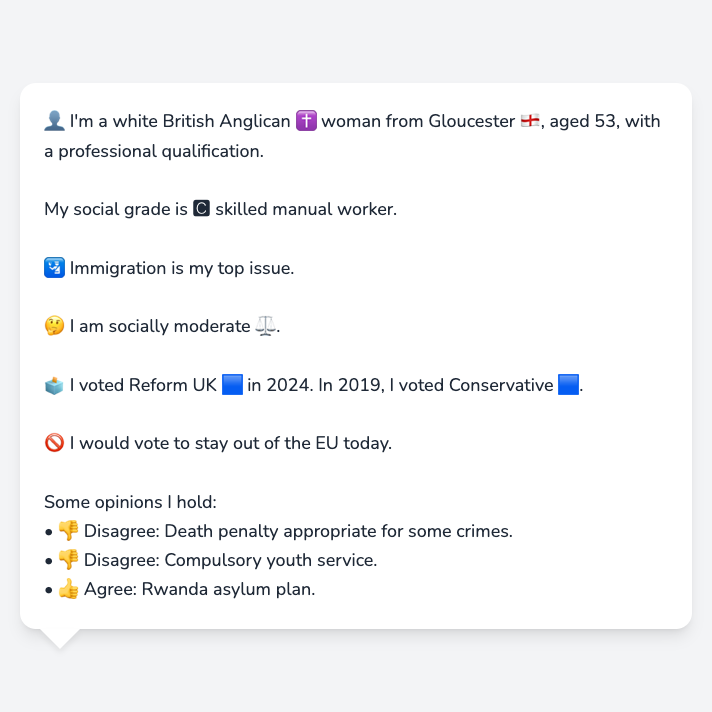 👤 I'm a white British Anglican ✝️ woman from Gloucester 🏴󠁧󠁢󠁥󠁮󠁧󠁿, aged 53, with
a professional qualification.
My social grade is 🅲 skilled manual worker.
🛂 Immigration is my top issue.
🤔 I am socially moderate ⚖️.
🗳️ I voted Reform UK 🟦 in 2024. In 2019, I voted Conservative 🟦.
🚫 I would vote to stay out of the EU today.
Some opinions I hold:
• 👎 Disagree: Death penalty appropriate for some crimes.
• 👎 Disagree: Compulsory youth service.
• 👍 Agree: Rwanda asylum plan.